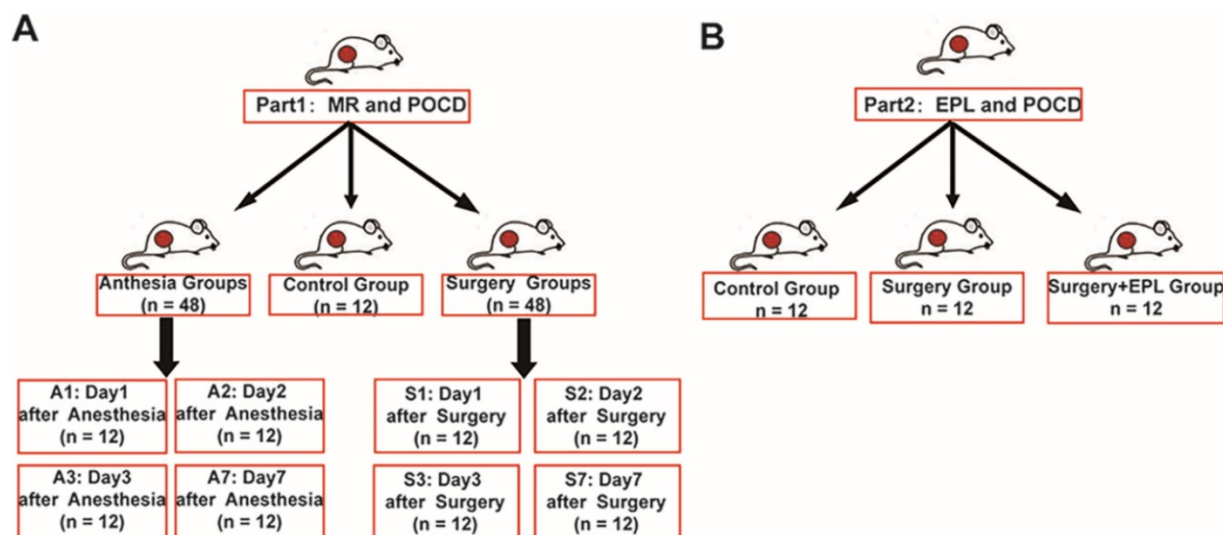 A
Part1: MR and POCD
Anthesia Groups
(n = 48)
Control Group
(n = 12)
Surgery Groups
(n = 48)
A1: Day1
after Anesthesia
(n = 12)
A2: Day2
after Anesthesia
(n = 12)
S1: Day1
after Surgery
(n = 12)
S2: Day2
after Surgery
(n = 12)
A3: Day3
after Anesthesia
(n = 12)
A7: Day7
after Anesthesia
(n = 12)
S3: Day3
after Surgery
(n = 12)
S7: Day7
after Surgery
(n = 12)
B
Part2: EPL and POCD
Control Group
n = 12
Surgery Group
n = 12
Surgery+EPL Group
n = 12